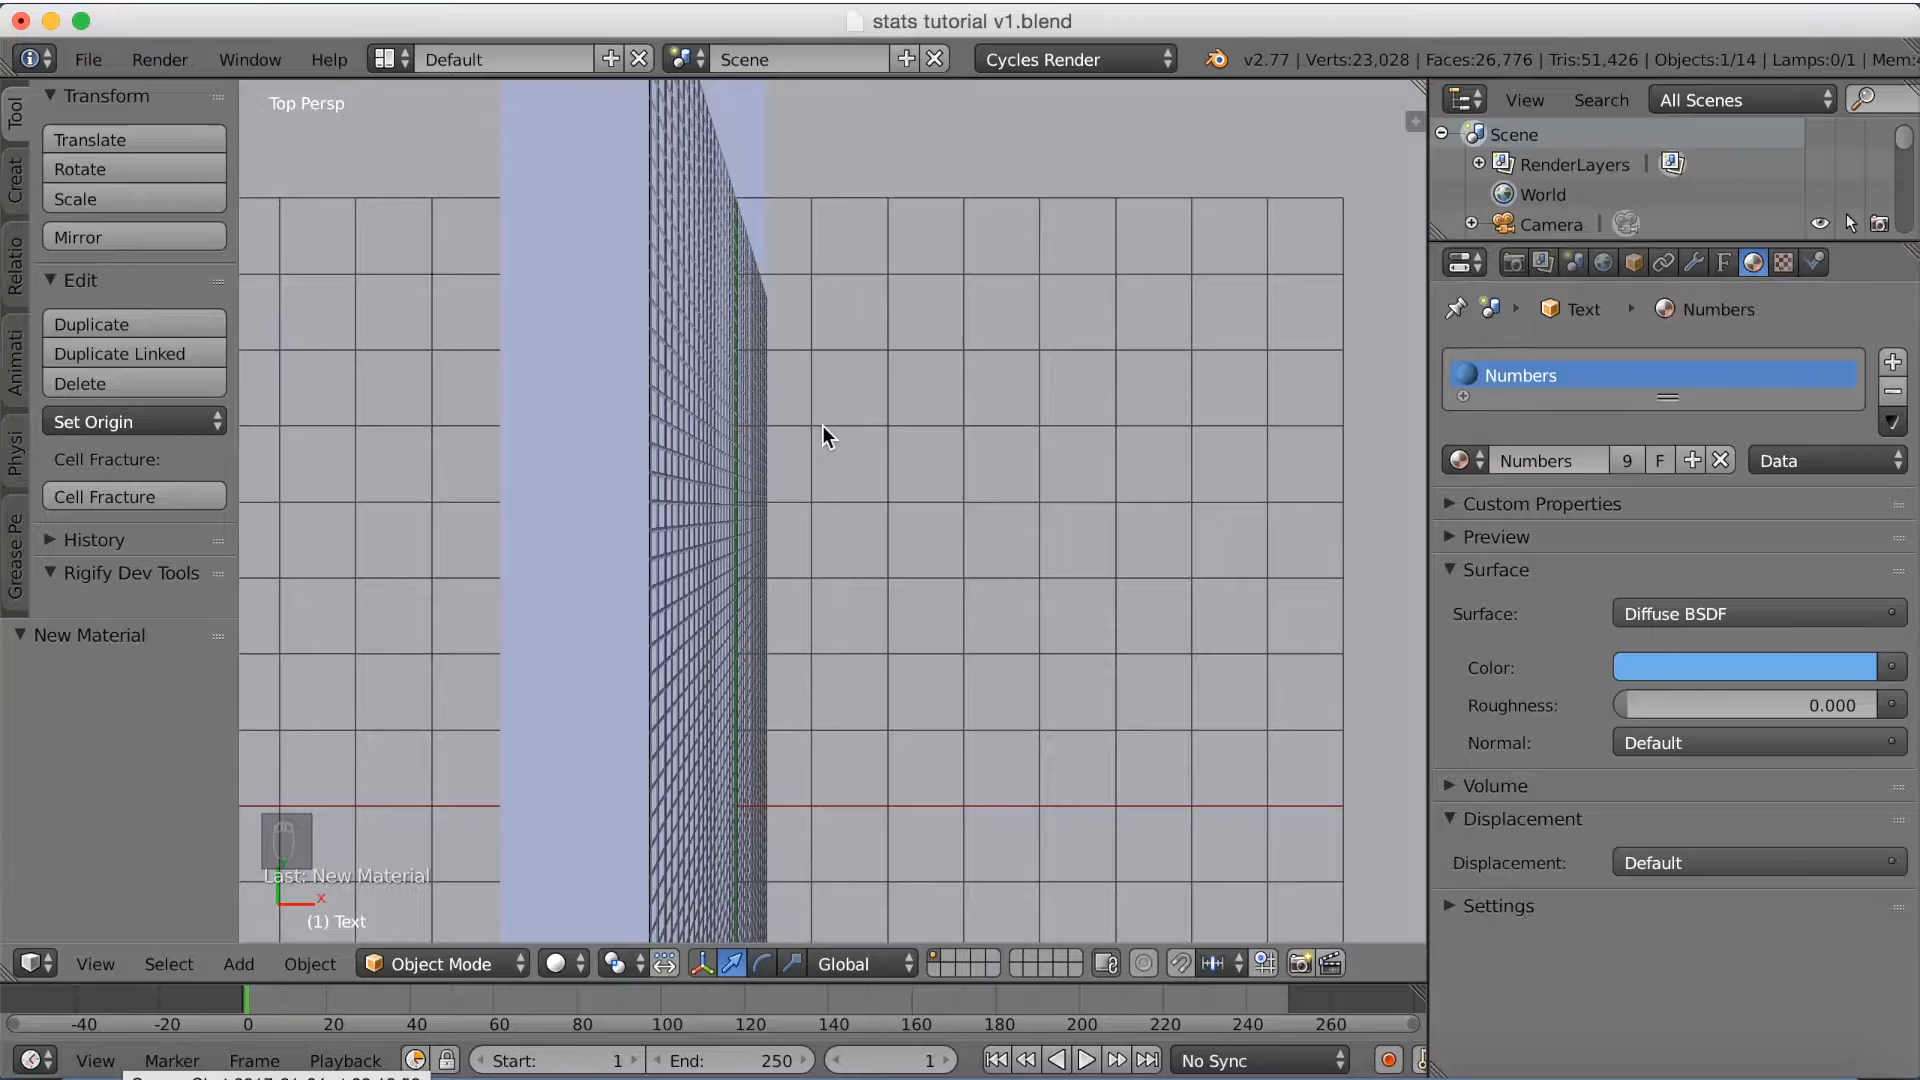 stats tutorial v1.blend
File Render Window Help Default Scene Cycles Render v2.77 | Verts:23,028 | Faces:26,776 | Tris:51,426 | Objects:1/14 | Lamps:0/1 | Mem:
Tool
Creat
Relatio
Animati
Physi
Grease Pe
Transform
Translate
Rotate
Scale
Mirror
Edit
Duplicate
Duplicate Linked
Delete
Set Origin
Cell Fracture:
Cell Fracture
History
Rigify Dev Tools
New Material
Top Persp
Last: New Material
x
(1) Text
View Search All Scenes
Scene
RenderLayers
World
Camera
F
Text Numbers
Numbers
Numbers 9 F Data
Custom Properties
Preview
Surface
Surface: Diffuse BSDF
Color:
Roughness: 0.000
Normal: Default
Volume
Displacement
Displacement: Default
Settings
View Select Add Object Object Mode Global
-40 -20 0 20 40 60 80 100 120 140 160 180 200 220 240 260
View Marker Frame Playback Start: 1 End: 250 1 No Sync